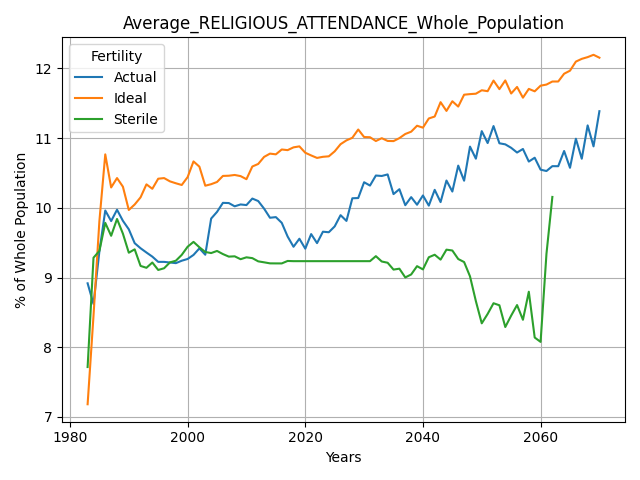 Average_RELIGIOUS_ATTENDANCE_Whole_Population
Fertility
Actual
Ideal
Sterile
% of Whole Population
12
11
10
9
8
7
1980
2000
2020
2040
2060
Years